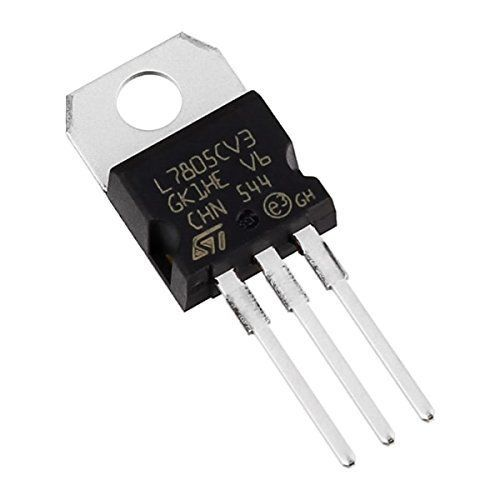 L7805CV3
GK1HE V6
CHN 544
ST e3 GH